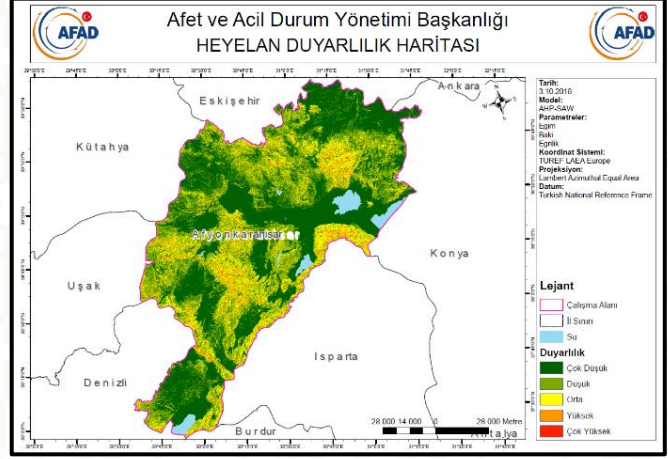 AFAD
Afet ve Acil Durum Yönetimi Başkanlığı
HEYELAN DUYARLILIK HARİTASI
AFAD
Ankara
Eskişehir
Kütahya
Afyonkarahisar
Konya
Uşak
Isparta
Denizli
Burdur
Antalya
28 000 14 000 0 28 000 Metre
Tarih:
3.10.2018
Model:
AHP-SAW
Parametreler:
Eğim
Bakı
Eğrilik
Koordinat Sistemi:
TUREF LAEA Europe
Projeksiyon:
Lambert Azimuthal Equal Area
Datum:
Turkish National Reference Frame
Lejant
Çalışma Alanı
İl Sınırı
Su
Duyarlılık
Çok Düşük
Düşük
Orta
Yüksek
Çok Yüksek